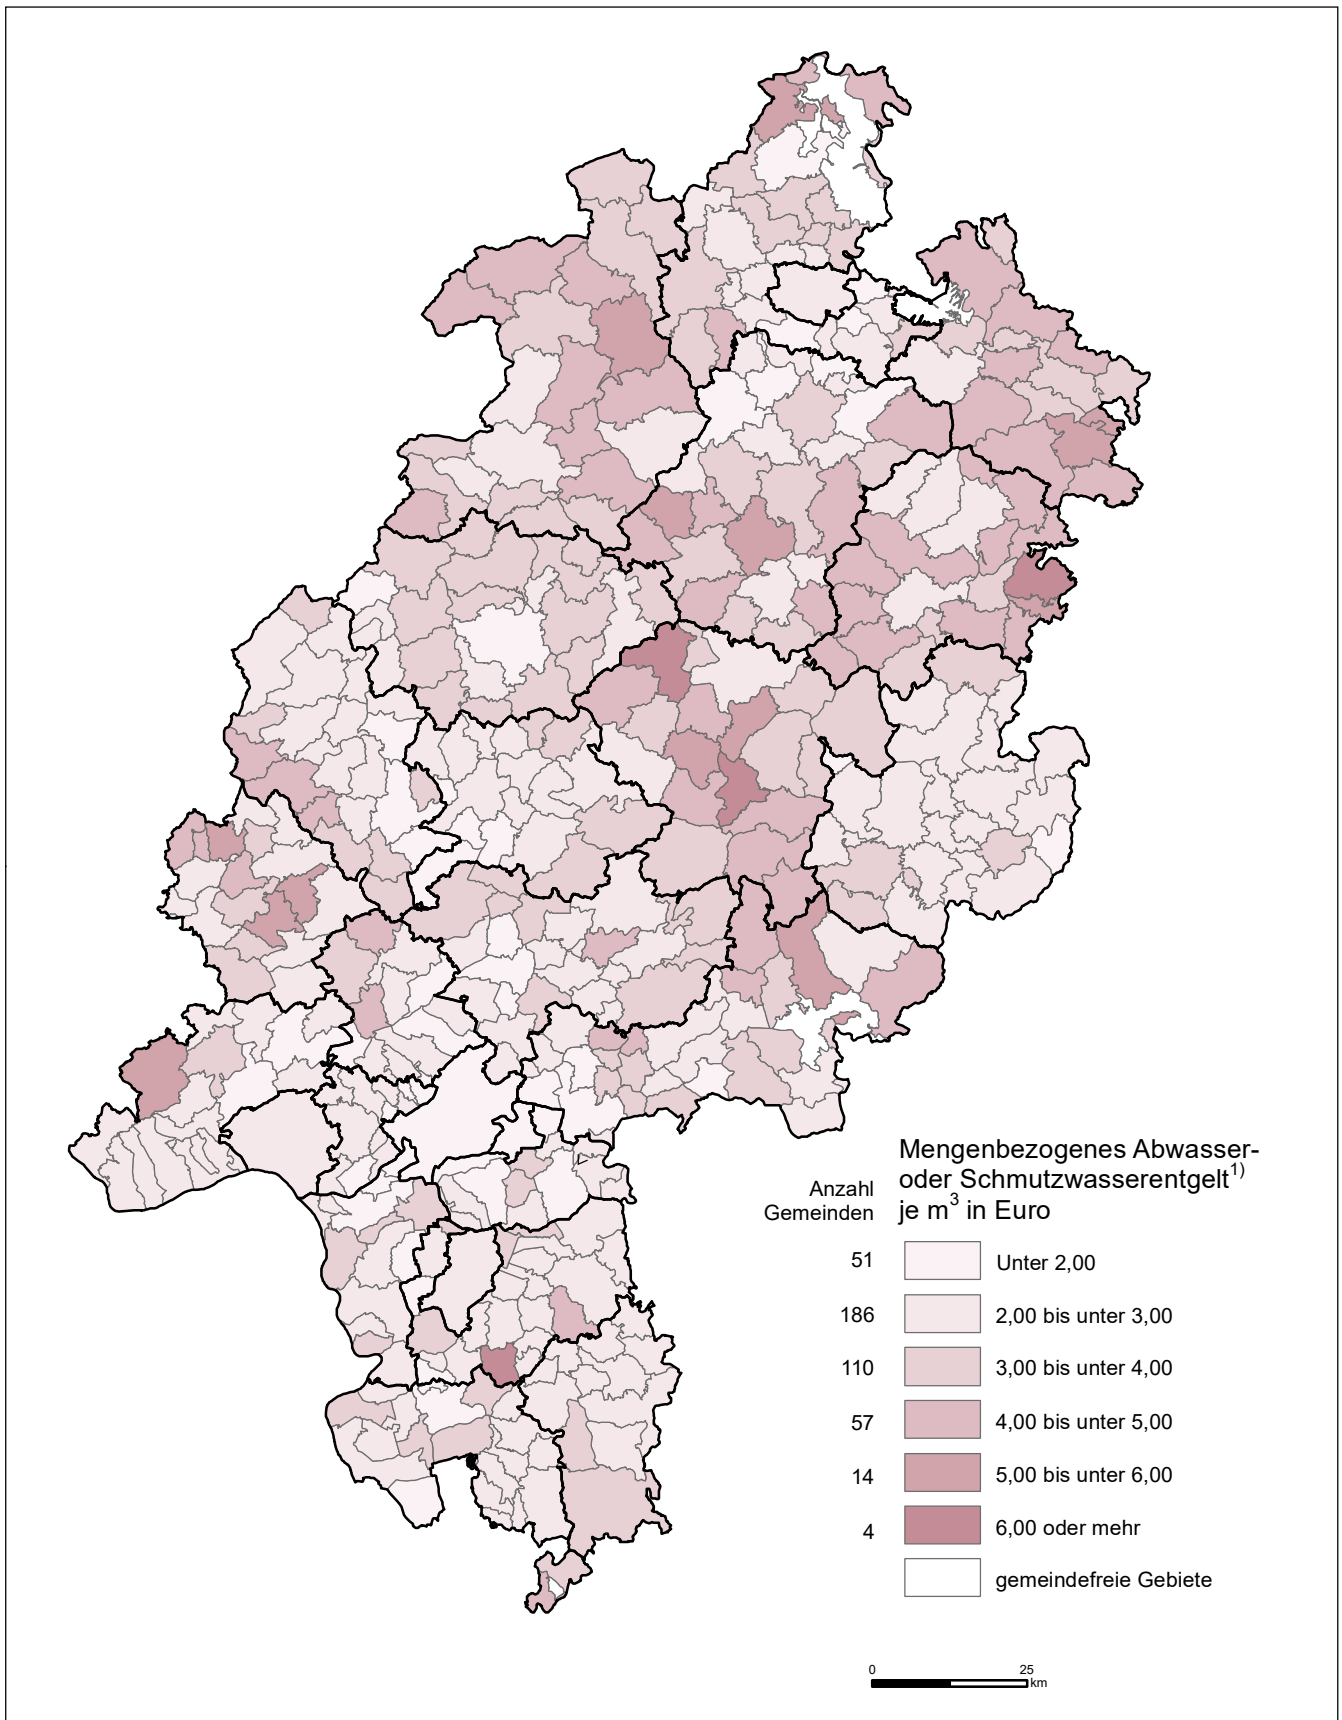 Mengenbezogenes Abwasser-
oder Schmutzwasserentgelt1)
je m3 in Euro
Anzahl
Gemeinden
51 Unter 2,00
186 2,00 bis unter 3,00
110 3,00 bis unter 4,00
57 4,00 bis unter 5,00
14 5,00 bis unter 6,00
4 6,00 oder mehr
gemeindefreie Gebiete
0 25
km